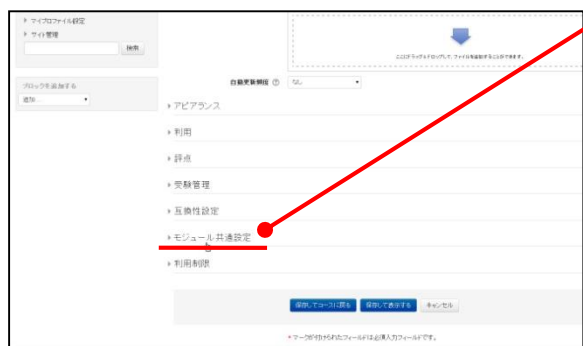 マイプロファイル設定
サイト管理
検索
ブロックを追加する
追加...
ここにドラッグ&ドロップして、ファイルを追加することができます。
自動更新頻度
なし
アピアランス
利用
評点
受験管理
互換性設定
モジュール共通設定
利用制限
保存してコースに戻る 保存して表示する キャンセル
* マークが付けられたフィールドは必須入力フィールドです。